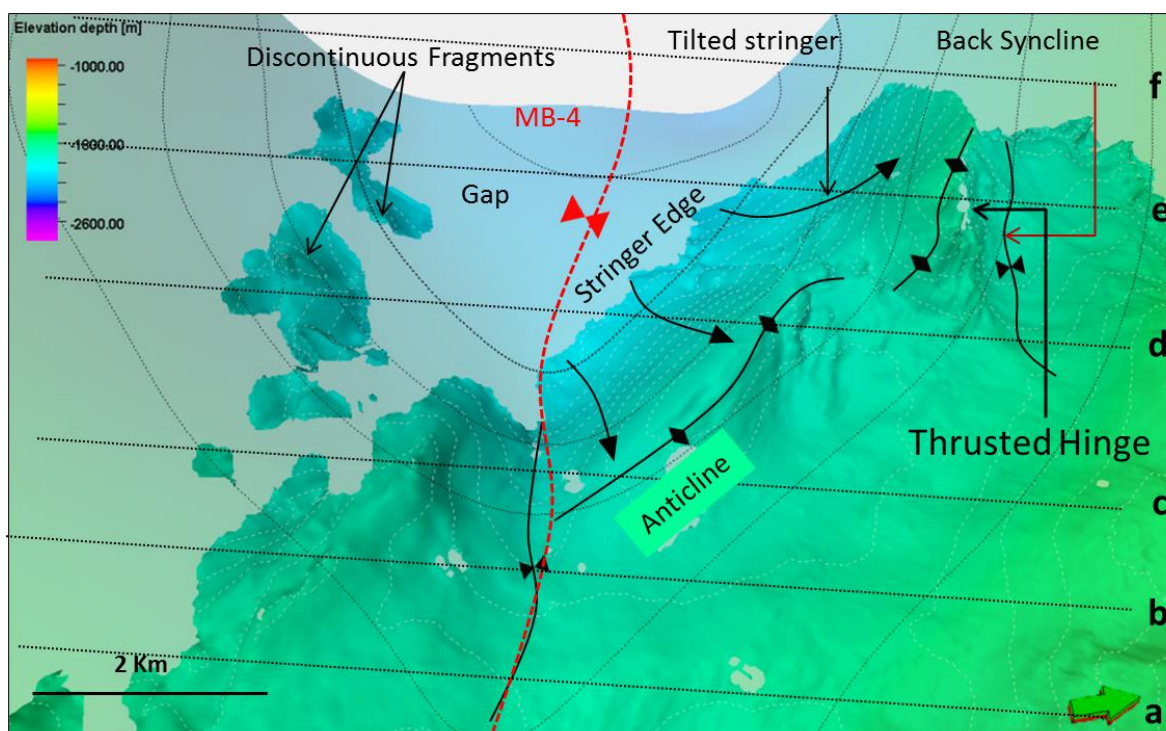 Elevation depth [m]
-1000.00
-1800.00
-2600.00
Discontinuous Fragments
Tilted stringer
Back Syncline
f
MB-4
Gap
e
Stringer Edge
d
Thrusted Hinge
Anticline
c
b
2 Km
a